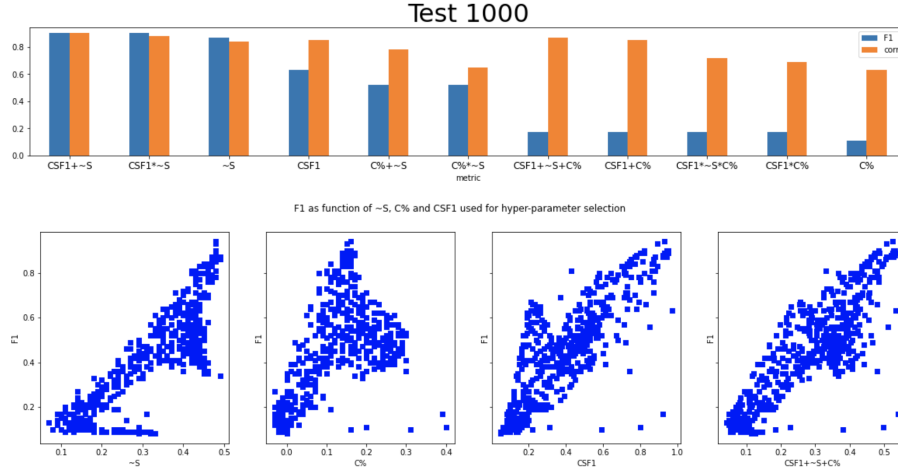 Test 1000
F1
corr
0.8
0.6
0.4
0.2
0.0
CSF1+~S CSF1*~S ~S CSF1 C%+~S C%*~S CSF1+~S+C% CSF1+C% CSF1*~S*C% CSF1*C% C%
metric
F1 as function of ~S, C% and CSF1 used for hyper-parameter selection
F1 F1 F1 F1
0.8
0.6
0.4
0.2
0.1 0.2 0.3 0.4 0.5 0.0 0.1 0.2 0.3 0.4 0.2 0.4 0.6 0.8 1.0 0.1 0.2 0.3 0.4 0.5
~S C% CSF1 CSF1+~S+C%